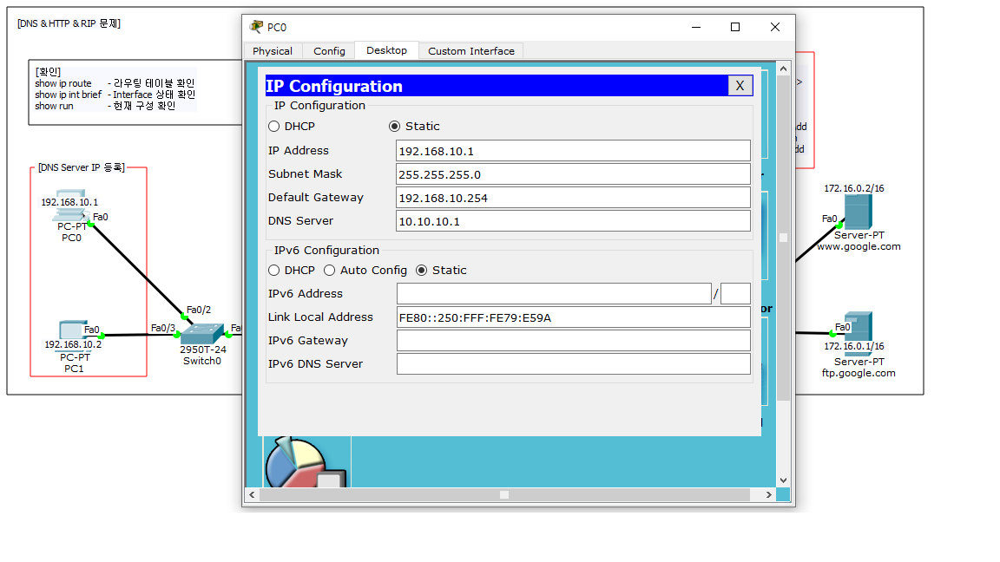 [DNS & HTTP & RIP 문제]
[확인]
show ip route - 라우팅 테이블 확인
show ip int brief - Interface 상태 확인
show run - 현재 구성 확인
[DNS Server IP 등록]
192.168.10.1
Fa0
PC-PT
PC0
Fa0/2
Fa0/3
Fa0
192.168.10.2
PC-PT
PC1
2950T-24
Switch0
PC0
Physical
Config
Desktop
Custom Interface
IP Configuration
X
IP Configuration
DHCP
Static
IP Address
192.168.10.1
Subnet Mask
255.255.255.0
Default Gateway
192.168.10.254
DNS Server
10.10.10.1
IPv6 Configuration
DHCP
Auto Config
Static
IPv6 Address
/
Link Local Address
FE80::250:FFF:FE79:E59A
IPv6 Gateway
IPv6 DNS Server
172.16.0.2/16
Fa0
Server-PT
www.google.com
Fa0
172.16.0.1/16
Server-PT
ftp.google.com